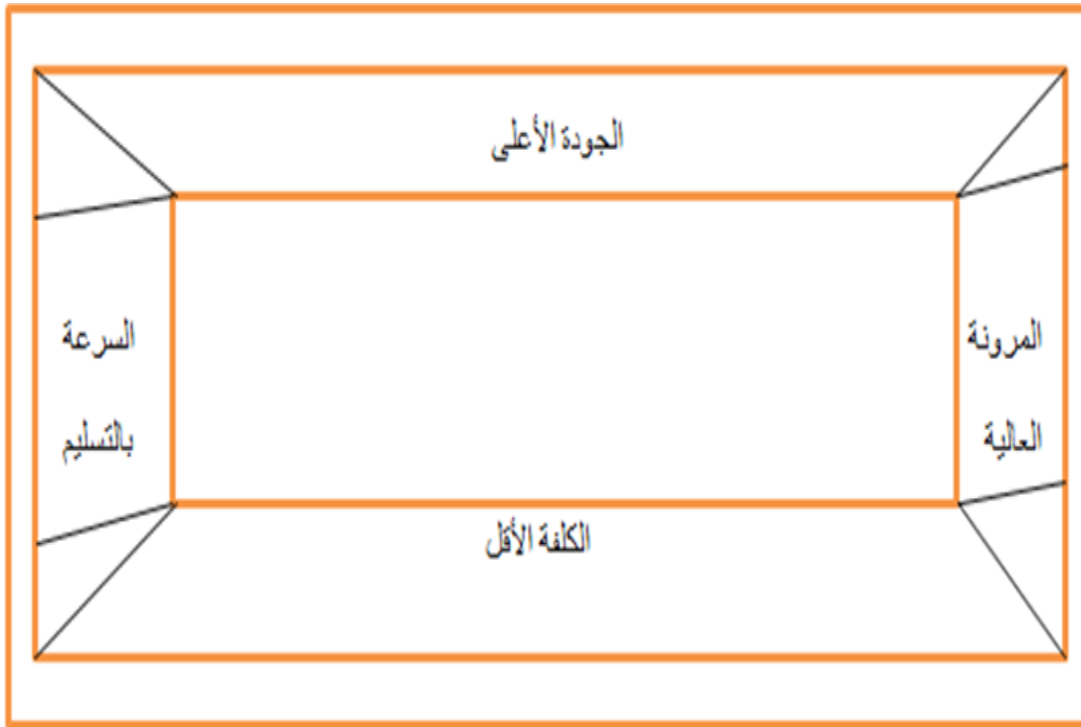 الجودة الأعلى
المرونة
العالية
السرعة
بالتسليم
الكلفة الأقل